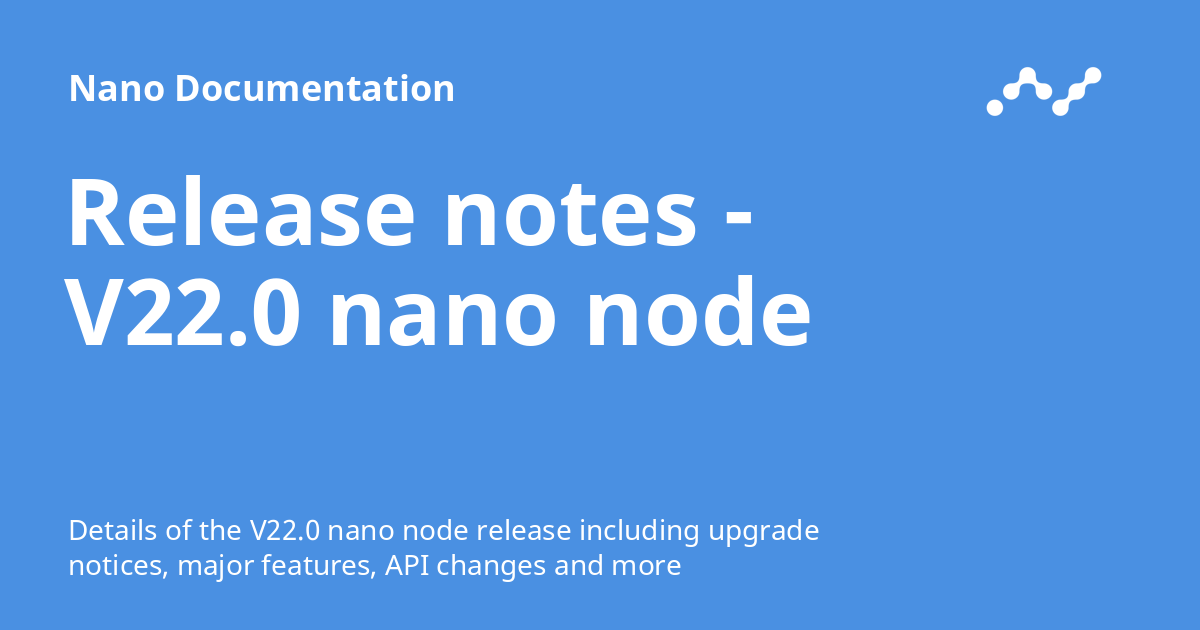 Nano Documentation
Release notes -
V22.0 nano node
Details of the V22.0 nano node release including upgrade
notices, major features, API changes and more